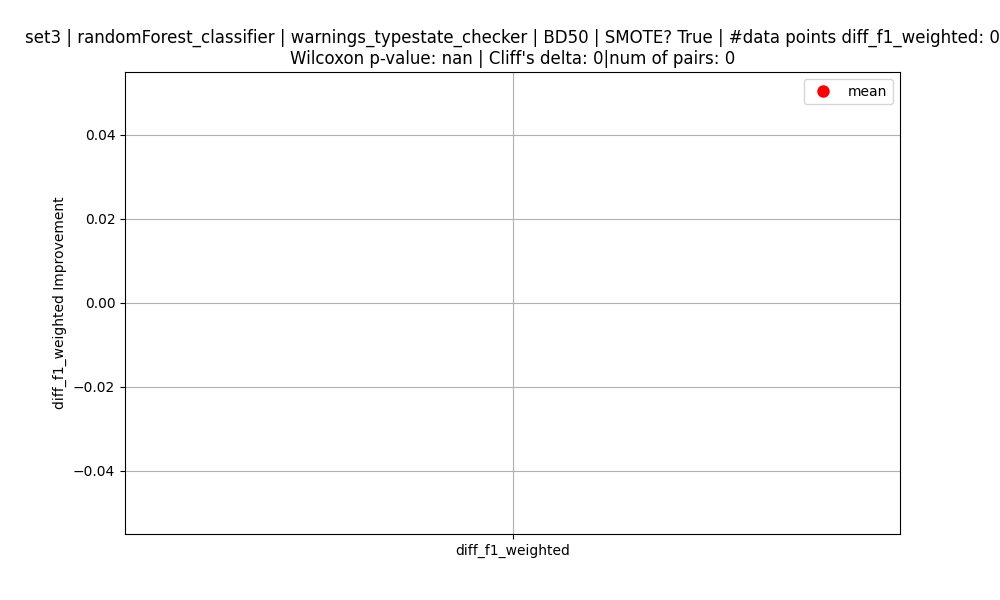 set3 | randomForest_classifier | warnings_typestate_checker | BD50 | SMOTE? True | #data points diff_f1_weighted: 0
Wilcoxon p-value: nan | Cliff's delta: 0|num of pairs: 0
mean
0.04
0.02
0.00
−0.02
−0.04
diff_f1_weighted Improvement
diff_f1_weighted